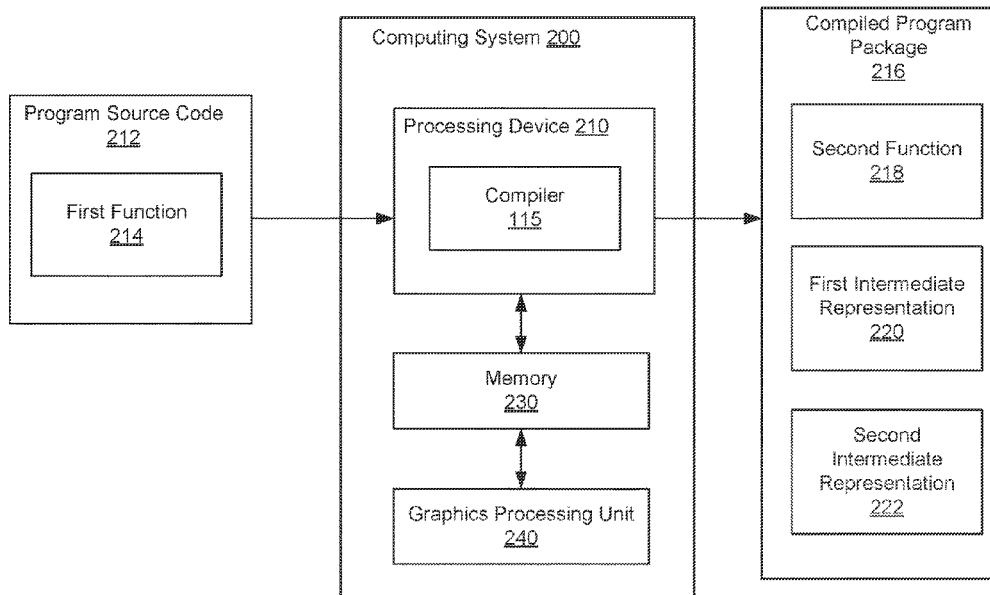 Program Source Code
212
First Function
214
Computing System 200
Processing Device 210
Compiler
115
Memory
230
Graphics Processing Unit
240
Compiled Program
Package
216
Second Function
218
First Intermediate
Representation
220
Second
Intermediate
Representation
222